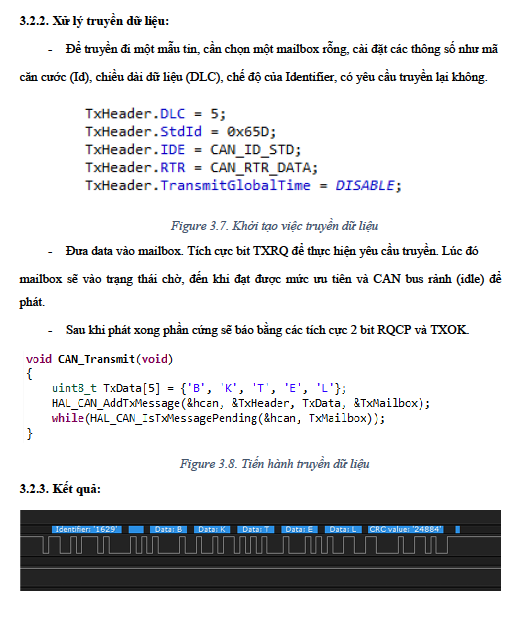 3.2.2. Xử lý truyền dữ liệu:
- Để truyền đi một mẫu tin, cần chọn một mailbox rỗng, cài đặt các thông số như mã
căn cước (Id), chiều dài dữ liệu (DLC), chế độ của Identifier, có yêu cầu truyền lại không.
TxHeader.DLC = 5;
TxHeader.StdId = 0x65D;
TxHeader.IDE = CAN_ID_STD;
TxHeader.RTR = CAN_RTR_DATA;
TxHeader.TransmitGlobalTime = DISABLE;
Figure 3.7. Khởi tạo việc truyền dữ liệu
- Đưa data vào mailbox. Tích cực bit TXRQ để thực hiện yêu cầu truyền. Lúc đó
mailbox sẽ vào trạng thái chờ, đến khi đạt được mức ưu tiên và CAN bus rảnh (idle) để
phát.
- Sau khi phát xong phần cứng sẽ báo bằng các tích cực 2 bit RQCP và TXOK.
void CAN_Transmit(void)
{
uint8_t TxData[5] = {'B', 'K', 'T', 'E', 'L'};
HAL_CAN_AddTxMessage(&hcan, &TxHeader, TxData, &TxMailbox);
while(HAL_CAN_IsTxMessagePending(&hcan, TxMailbox));
}
Figure 3.8. Tiến hành truyền dữ liệu
3.2.3. Kết quả:
Identifier: '1629' Data: B Data: K Data: T Data: E Data: L CRC value: '24884'